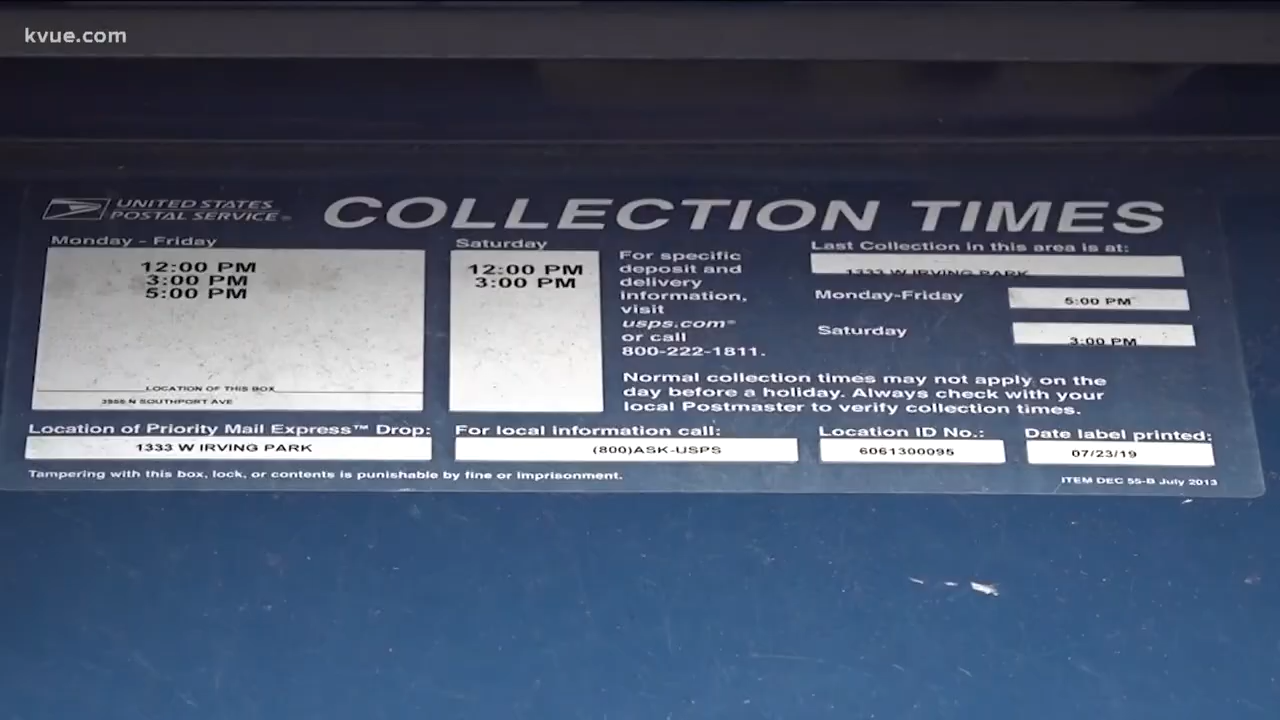 kvue.com
UNITED STATES
POSTAL SERVICE®
COLLECTION TIMES
Monday - Friday
12:00 PM
3:00 PM
5:00 PM
LOCATION OF THIS BOX
N SOUTHPORT AVE
Saturday
12:00 PM
3:00 PM
For specific
deposit and
delivery
information,
visit
usps.com®
or call
800-222-1811.
Last Collection in this area is at:
1333 W IRVING PARK
Monday-Friday
5:00 PM
Saturday
3:00 PM
Normal collection times may not apply on the
day before a holiday. Always check with your
local Postmaster to verify collection times.
Location of Priority Mail Express™ Drop:
1333 W IRVING PARK
For local information call:
(800)ASK-USPS
Location ID No.:
6061300095
Date label printed:
07/23/19
Tampering with this box, lock, or contents is punishable by fine or imprisonment.
ITEM DEC 55-B July 2013